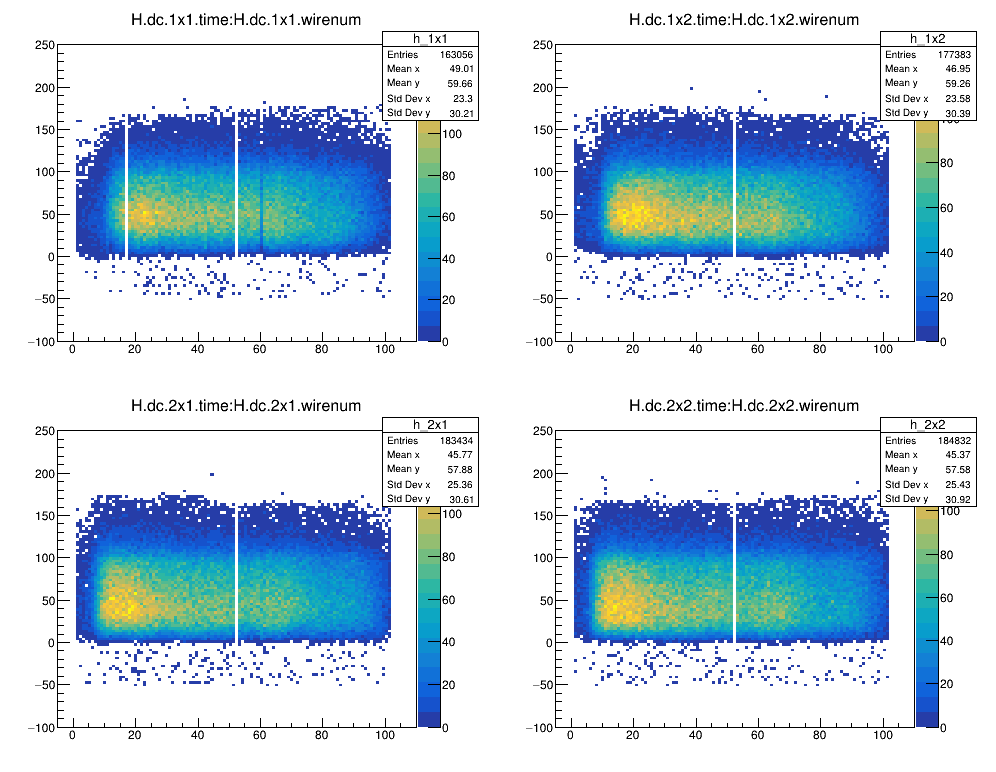 H.dc.1x1.time:H.dc.1x1.wirenum
h_1x1
Entries 163056
Mean x 49.01
Mean y 59.66
Std Dev x 23.3
Std Dev y 30.21
250
200
150
100
50
0
−50
−100
0 20 40 60 80 100
100
80
60
40
20
0
H.dc.1x2.time:H.dc.1x2.wirenum
h_1x2
Entries 177383
Mean x 46.95
Mean y 59.26
Std Dev x 23.58
Std Dev y 30.39
250
200
150
100
50
0
−50
−100
0 20 40 60 80 100
80
60
40
20
0
H.dc.2x1.time:H.dc.2x1.wirenum
h_2x1
Entries 183434
Mean x 45.77
Mean y 57.88
Std Dev x 25.36
Std Dev y 30.61
250
200
150
100
50
0
−50
−100
0 20 40 60 80 100
100
80
60
40
20
0
H.dc.2x2.time:H.dc.2x2.wirenum
h_2x2
Entries 184832
Mean x 45.37
Mean y 57.58
Std Dev x 25.43
Std Dev y 30.92
250
200
150
100
50
0
−50
−100
0 20 40 60 80 100
100
80
60
40
20
0